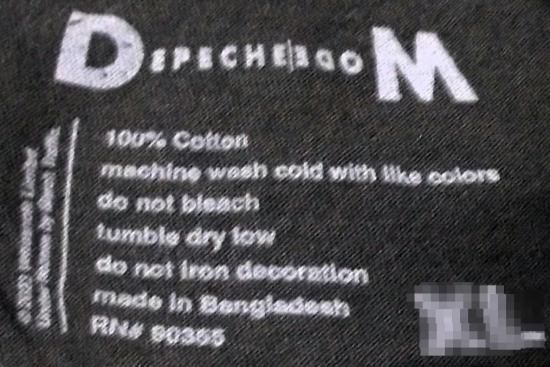 DEPECHE MODE
100% Cotton
machine wash cold with like colors
do not bleach
tumble dry low
do not iron decoration
made in Bangladesh
RN# 90365